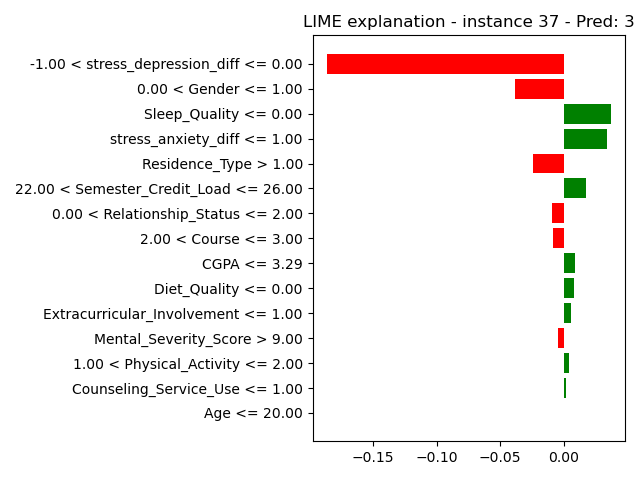 LIME explanation - instance 37 - Pred: 3
-1.00 < stress_depression_diff <= 0.00
0.00 < Gender <= 1.00
Sleep_Quality <= 0.00
stress_anxiety_diff <= 1.00
Residence_Type > 1.00
22.00 < Semester_Credit_Load <= 26.00
0.00 < Relationship_Status <= 2.00
2.00 < Course <= 3.00
CGPA <= 3.29
Diet_Quality <= 0.00
Extracurricular_Involvement <= 1.00
Mental_Severity_Score > 9.00
1.00 < Physical_Activity <= 2.00
Counseling_Service_Use <= 1.00
Age <= 20.00
−0.15 −0.10 −0.05 0.00